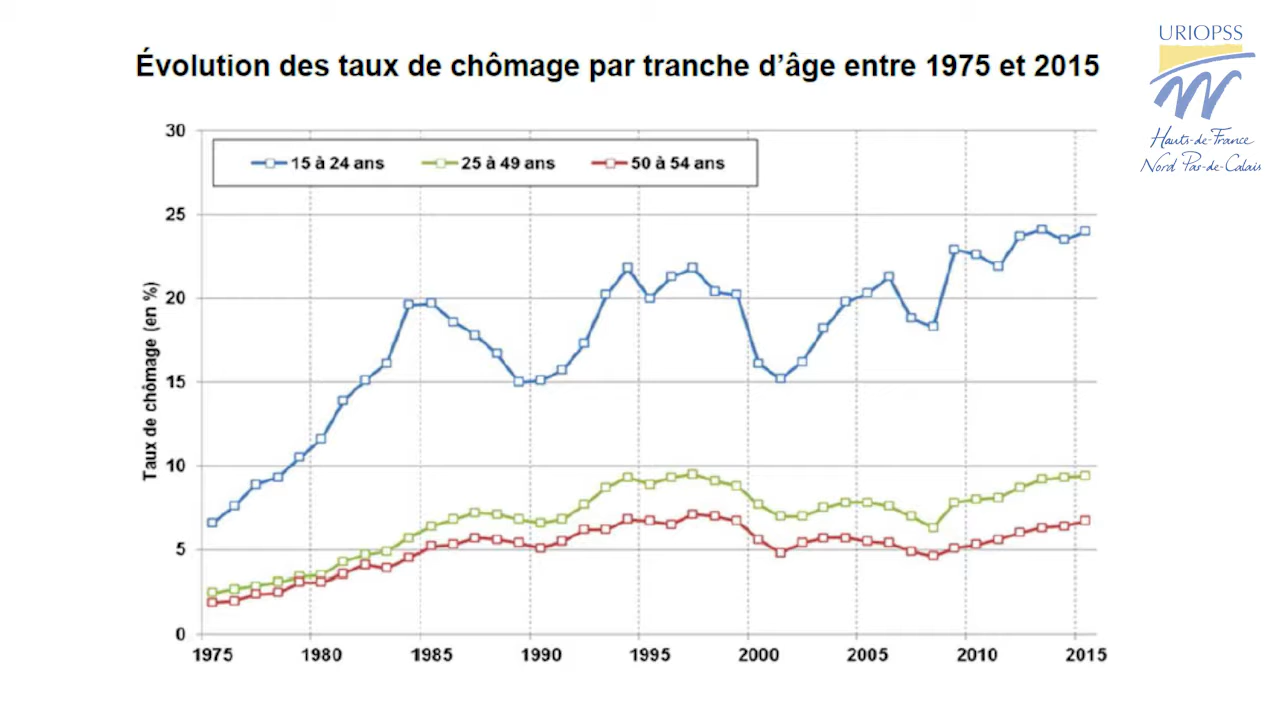 Évolution des taux de chômage par tranche d'âge entre 1975 et 2015
URIOPSS
Hauts-de-France
Nord Pas-de-Calais
15 à 24 ans
25 à 49 ans
50 à 54 ans
Taux de chômage (en %)
30
25
20
15
10
5
0
1975 1980 1985 1990 1995 2000 2005 2010 2015